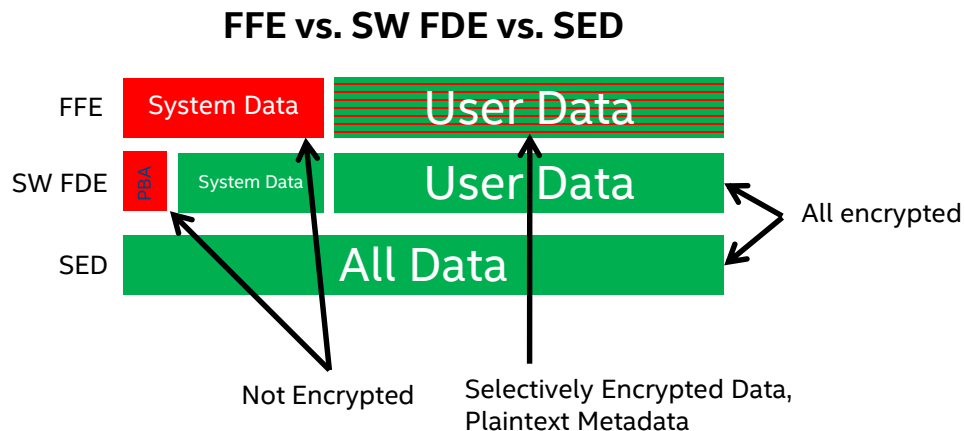 FFE vs. SW FDE vs. SED
FFE
System Data
User Data
SW FDE
PBA
System Data
User Data
All encrypted
SED
All Data
Not Encrypted
Selectively Encrypted Data,
Plaintext Metadata